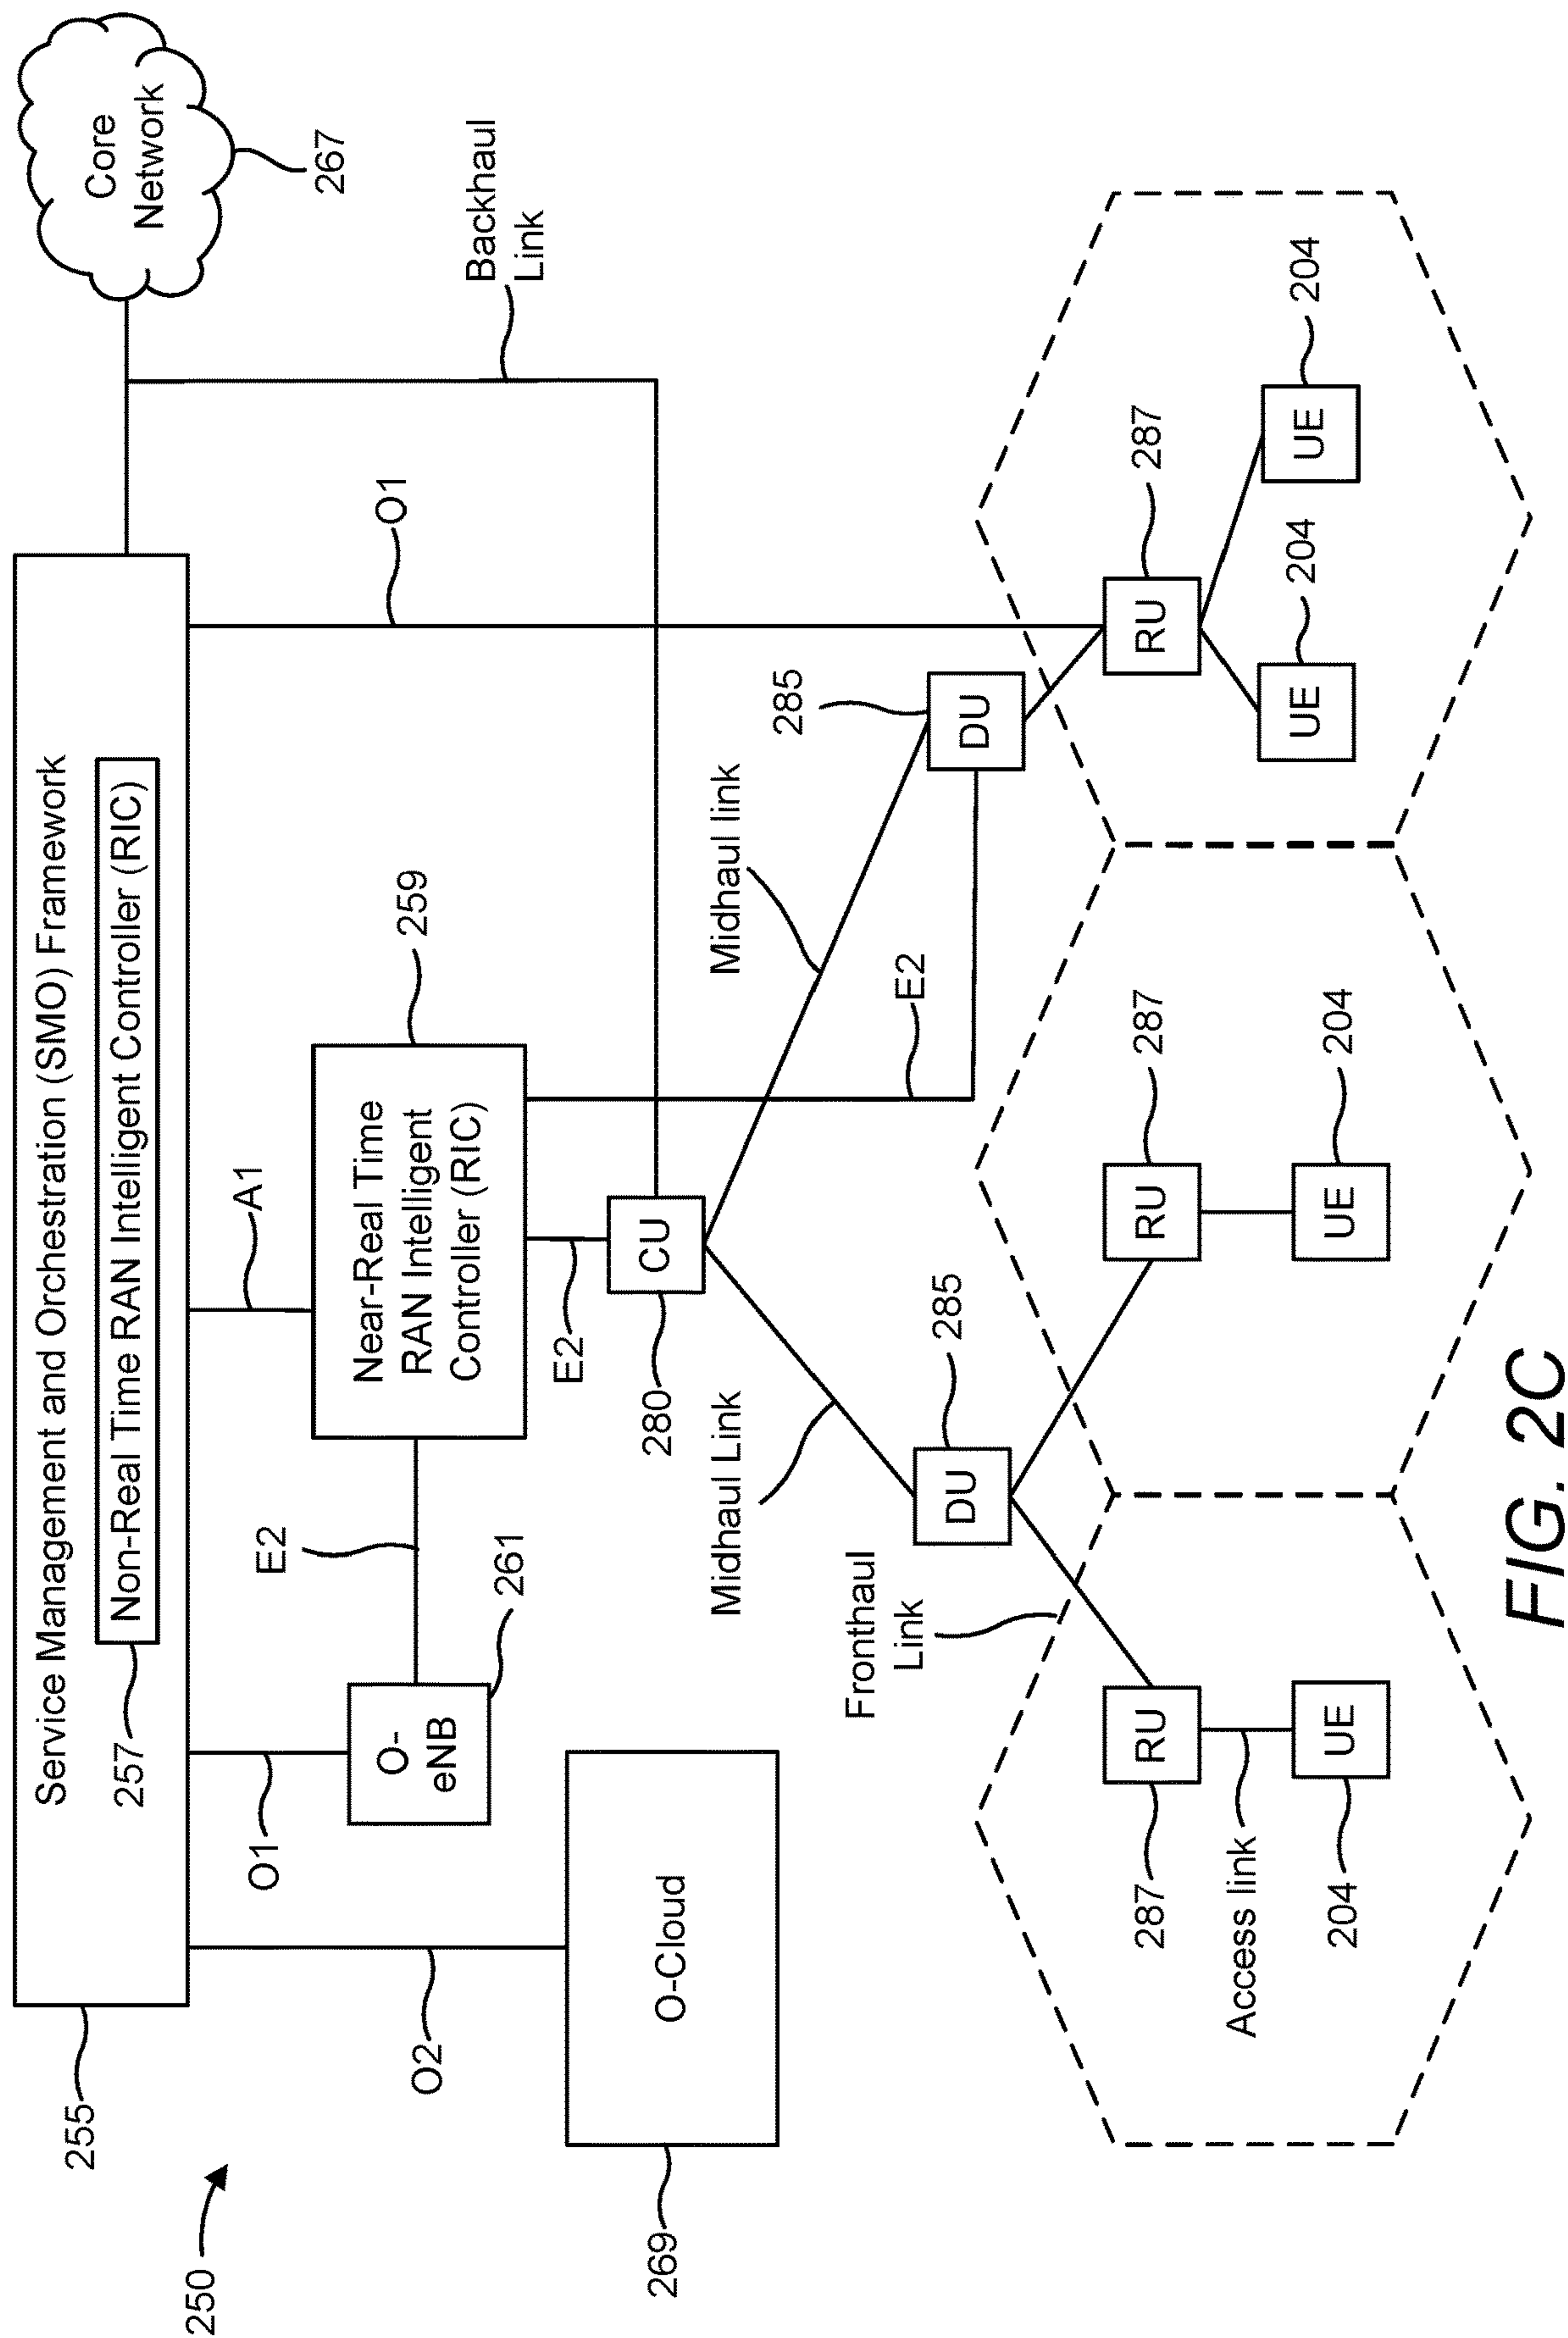 250
255
Service Management and Orchestration (SMO) Framework
257
Non-Real Time RAN Intelligent Controller (RIC)
Core
Network
267
O2
O1
E2
A1
O1
Backhaul
Link
O-
eNB
261
Near-Real Time
RAN Intelligent
Controller (RIC)
259
269
O-Cloud
E2
280
CU
Midhaul Link
Midhaul link
E2
285
DU
285
DU
Fronthaul
Link
287
RU
RU
287
RU
287
Access link
204
UE
UE
204
UE
204
UE
204
FIG. 2C